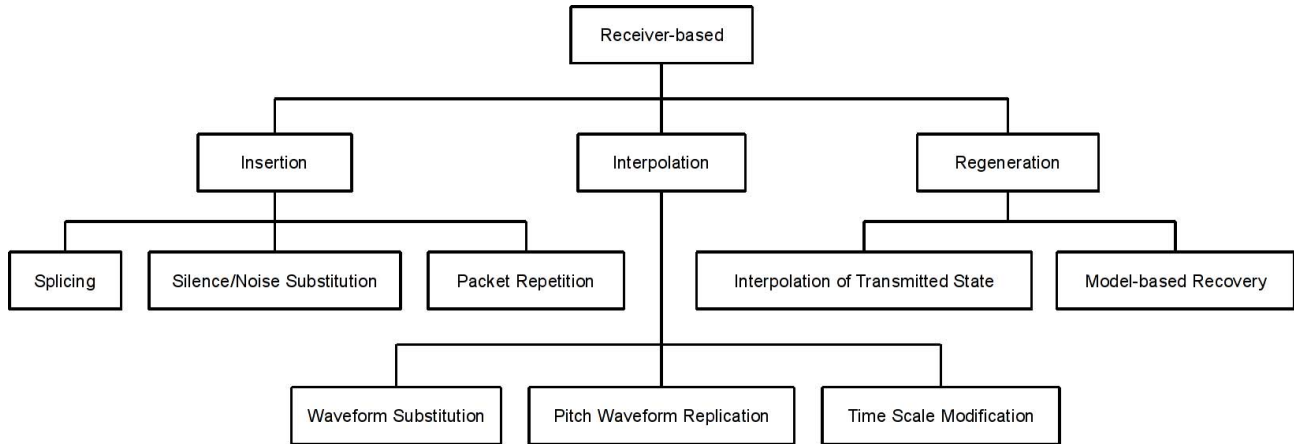 Receiver-based
Insertion
Interpolation
Regeneration
Splicing
Silence/Noise Substitution
Packet Repetition
Interpolation of Transmitted State
Model-based Recovery
Waveform Substitution
Pitch Waveform Replication
Time Scale Modification